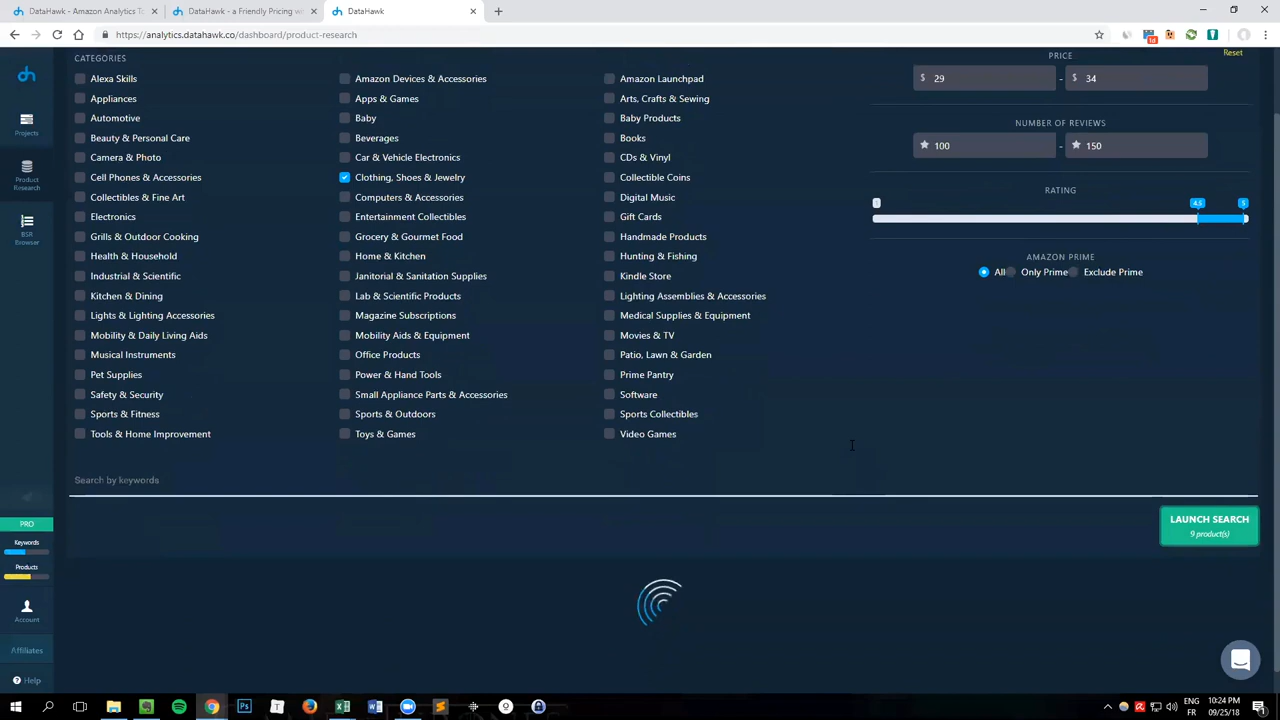 DataHawk - Amazon Analytics To
DataHawk - a Friendly Pricing wi
DataHawk
https://analytics.datahawk.co/dashboard/product-research
1d
CATEGORIES
Alexa Skills
Amazon Devices & Accessories
Amazon Launchpad
Appliances
Apps & Games
Arts, Crafts & Sewing
Automotive
Baby
Baby Products
Beauty & Personal Care
Beverages
Books
Camera & Photo
Car & Vehicle Electronics
CDs & Vinyl
Cell Phones & Accessories
Clothing, Shoes & Jewelry
Collectible Coins
Collectibles & Fine Art
Computers & Accessories
Digital Music
Electronics
Entertainment Collectibles
Gift Cards
Grills & Outdoor Cooking
Grocery & Gourmet Food
Handmade Products
Health & Household
Home & Kitchen
Hunting & Fishing
Industrial & Scientific
Janitorial & Sanitation Supplies
Kindle Store
Kitchen & Dining
Lab & Scientific Products
Lighting Assemblies & Accessories
Lights & Lighting Accessories
Magazine Subscriptions
Medical Supplies & Equipment
Mobility & Daily Living Aids
Mobility Aids & Equipment
Movies & TV
Musical Instruments
Office Products
Patio, Lawn & Garden
Pet Supplies
Power & Hand Tools
Prime Pantry
Safety & Security
Small Appliance Parts & Accessories
Software
Sports & Fitness
Sports & Outdoors
Sports Collectibles
Tools & Home Improvement
Toys & Games
Video Games
Reset
PRICE
$ 29 - $ 34
NUMBER OF REVIEWS
100 - 150
RATING
4.5 5
AMAZON PRIME
All Only Prime Exclude Prime
Search by keywords
LAUNCH SEARCH
9 product(s)
Projects
Product
Research
BSR
Browser
PRO
Keywords
Products
Account
Affiliates
Help
ENG
FR
10:24 PM
09/25/18